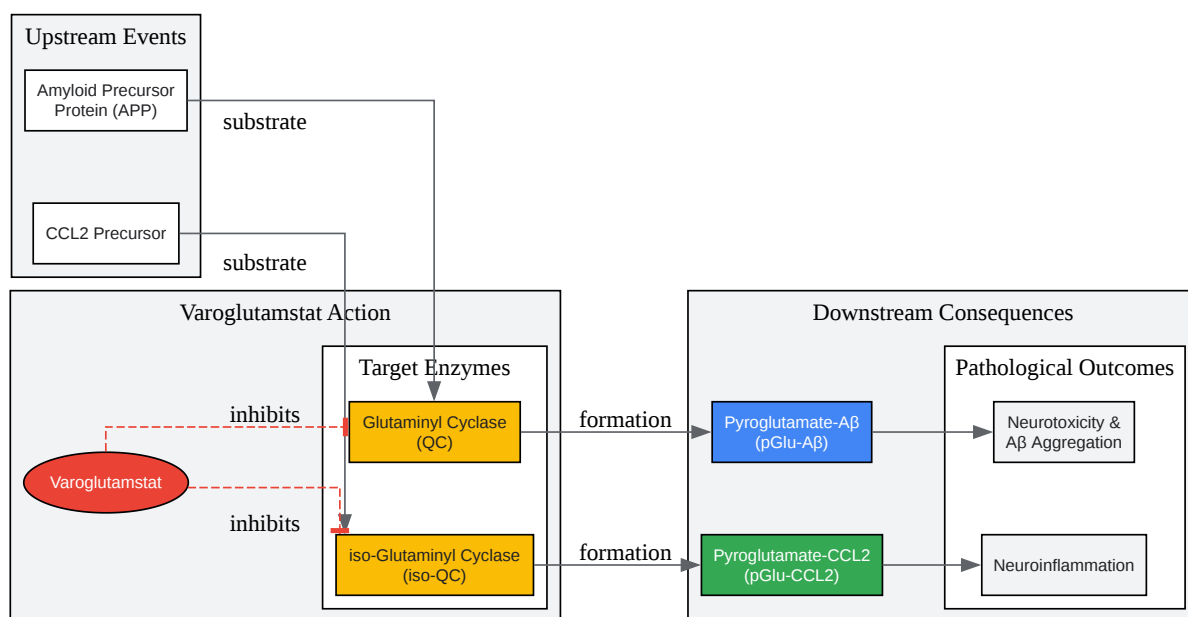 Upstream Events
Amyloid Precursor
Protein (APP)
substrate
CCL2 Precursor
substrate
Varoglutamstat Action
Target Enzymes
inhibits
Glutaminyl Cyclase
(QC)
Varoglutamstat
inhibits
iso-Glutaminyl Cyclase
(iso-QC)
formation
formation
Downstream Consequences
Pyroglutamate-Aβ
(pGlu-Aβ)
Pyroglutamate-CCL2
(pGlu-CCL2)
Pathological Outcomes
Neurotoxicity &
Aβ Aggregation
Neuroinflammation